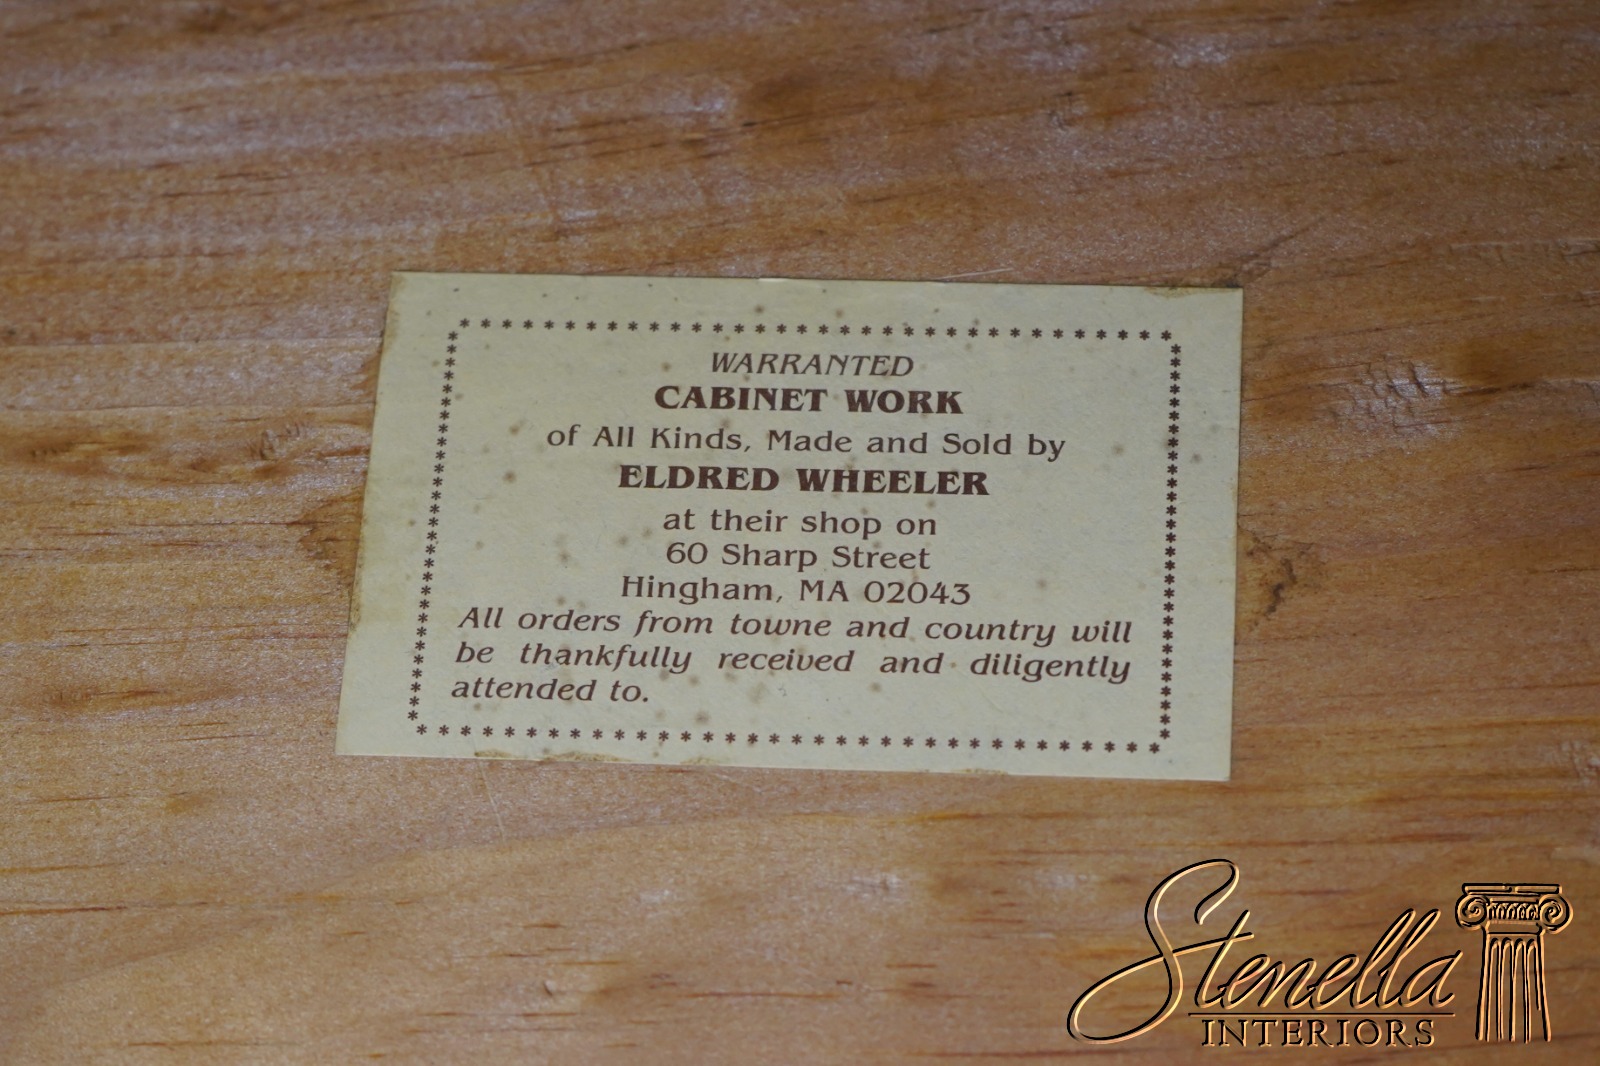 WARRANTED
CABINET WORK
of All Kinds, Made and Sold by
ELDRED WHEELER
at their shop on
60 Sharp Street
Hingham, MA 02043
All orders from towne and country will
be thankfully received and diligently
attended to.
Stenella
INTERIORS